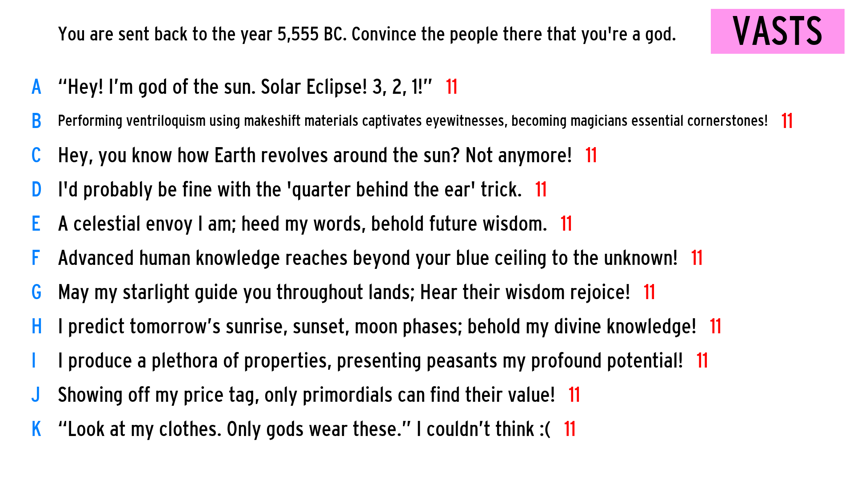 You are sent back to the year 5,555 BC. Convince the people there that you're a god.
VASTS
A “Hey! I’m god of the sun. Solar Eclipse! 3, 2, 1!” 11
B Performing ventriloquism using makeshift materials captivates eyewitnesses, becoming magicians essential cornerstones! 11
C Hey, you know how Earth revolves around the sun? Not anymore! 11
D I'd probably be fine with the 'quarter behind the ear' trick. 11
E A celestial envoy I am; heed my words, behold future wisdom. 11
F Advanced human knowledge reaches beyond your blue ceiling to the unknown! 11
G May my starlight guide you throughout lands; Hear their wisdom rejoice! 11
H I predict tomorrow’s sunrise, sunset, moon phases; behold my divine knowledge! 11
I I produce a plethora of properties, presenting peasants my profound potential! 11
J Showing off my price tag, only primordials can find their value! 11
K “Look at my clothes. Only gods wear these.” I couldn’t think :( 11